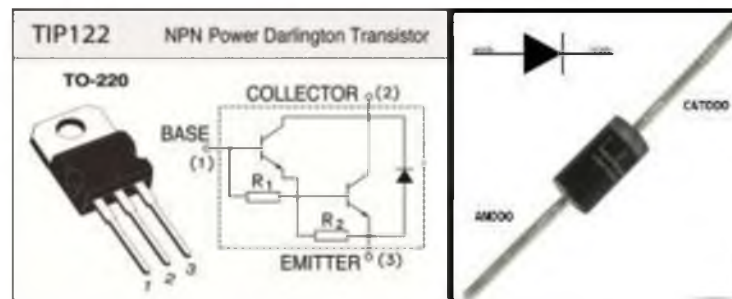 TIP122 NPN Power Darlington Transistor
TO-220
COLLECTOR (2)
BASE
(1)
R1
R2
EMITTER (3)
1 2 3
CATODO
ANODO